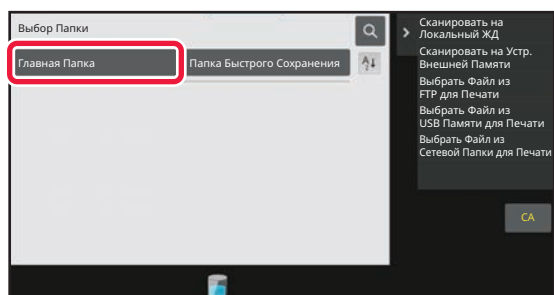 Выбор Папки
Главная Папка
Папка Быстрого Сохранения
Сканировать на
Локальный ЖД
Сканировать на Устр.
Внешней Памяти
Выбрать Файл из
FTP для Печати
Выбрать Файл из
USB Памяти для Печати
Выбрать Файл из
Сетевой Папки для Печати
CA